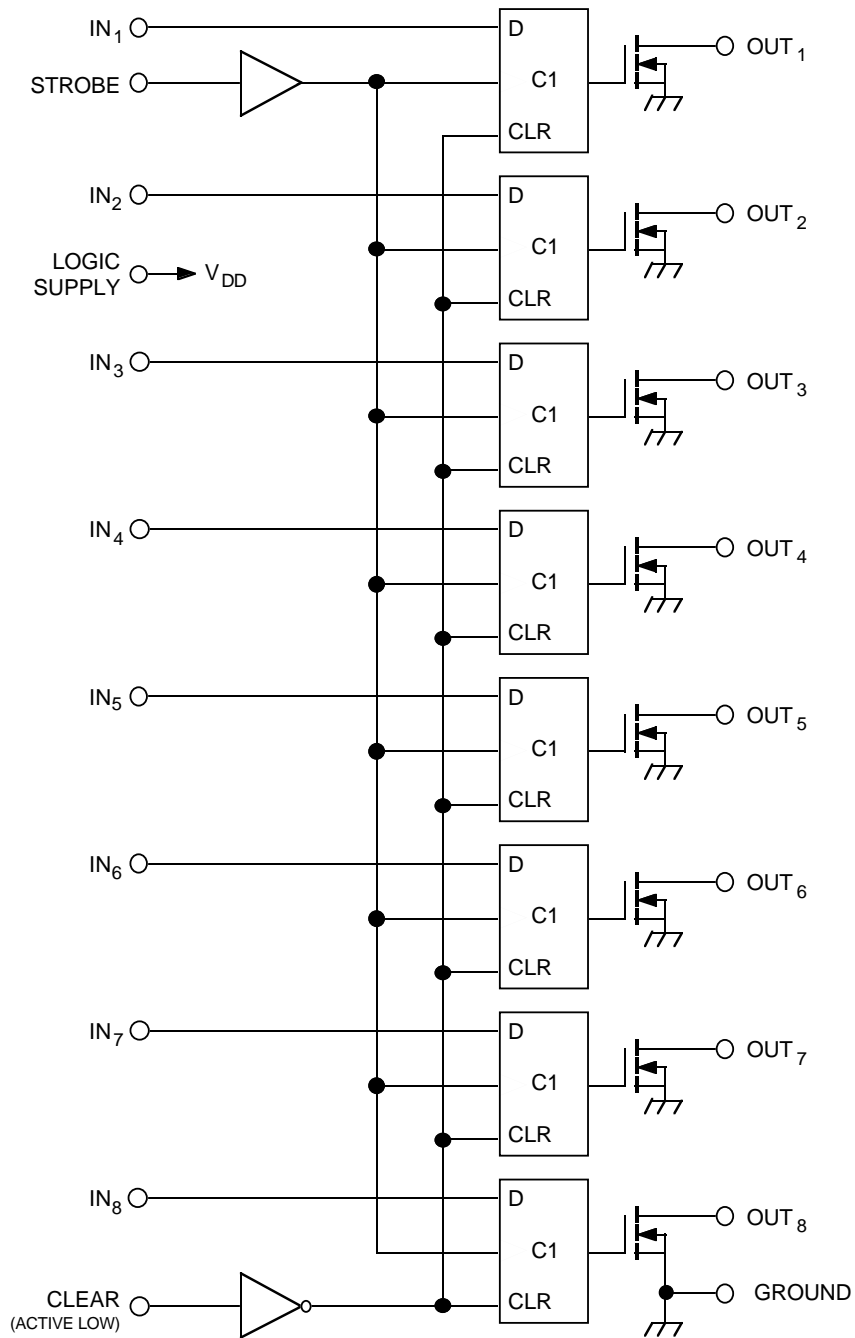 IN1
D
OUT1
STROBE
C1
CLR
IN2
D
OUT2
C1
LOGIC
SUPPLY
VDD
CLR
IN3
D
OUT3
C1
CLR
IN4
D
OUT4
C1
CLR
IN5
D
OUT5
C1
CLR
IN6
D
OUT6
C1
CLR
IN7
D
OUT7
C1
CLR
IN8
D
OUT8
C1
CLEAR
(ACTIVE LOW)
CLR
GROUND